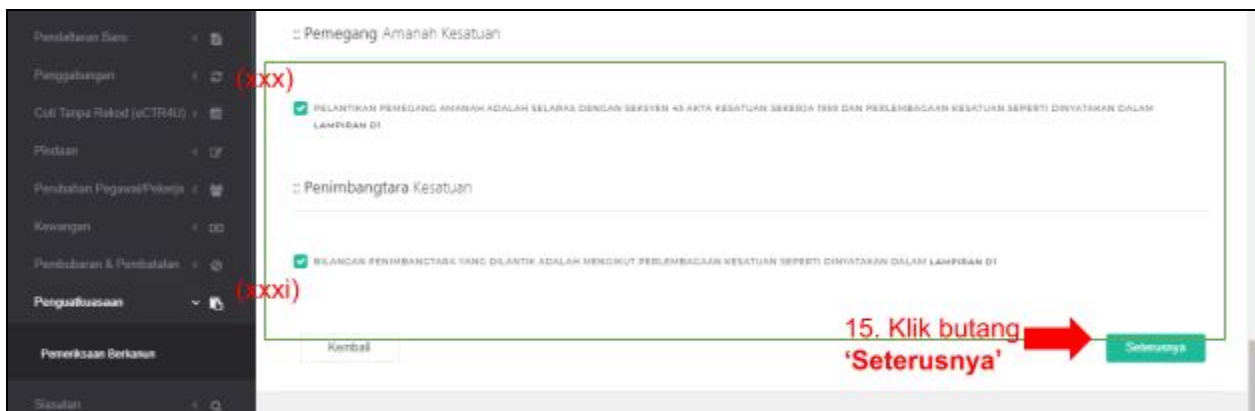 Pendaftaran Baru
Penggabungan
Cuti Tanpa Rekod (eCTR4U)
Pindaan
Perubahan Pegawai/Pekerja
Kewangan
Pembubaran & Pembatalan
Penguatkuasaan
Pemeriksaan Berkanun
Siasatan
:: Pemegang Amanah Kesatuan
(xxx)
PELANTIKAN PEMEGANG AMANAH ADALAH SELARAS DENGAN SEKSYEN 43 AKTA KESATUAN SEKERJA 1959 DAN PERLEMBAGAAN KESATUAN SEPERTI DINYATAKAN DALAM
LAMPIRAN D1
:: Penimbangtara Kesatuan
BILANGAN PENIMBANGTARA YANG DILANTIK ADALAH MENGIKUT PERLEMBAGAAN KESATUAN SEPERTI DINYATAKAN DALAM LAMPIRAN D1
(xxxi)
15. Klik butang
‘Seterusnya’
Kembali
Seterusnya